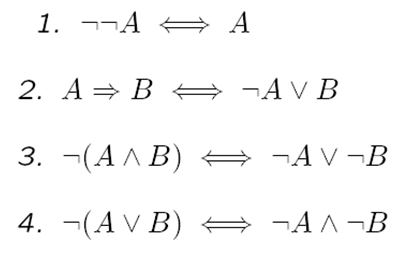 1. ¬¬A ⟺ A
2. A ⇒ B ⟺ ¬A ∨ B
3. ¬(A ∧ B) ⟺ ¬A ∨ ¬B
4. ¬(A ∨ B) ⟺ ¬A ∧ ¬B